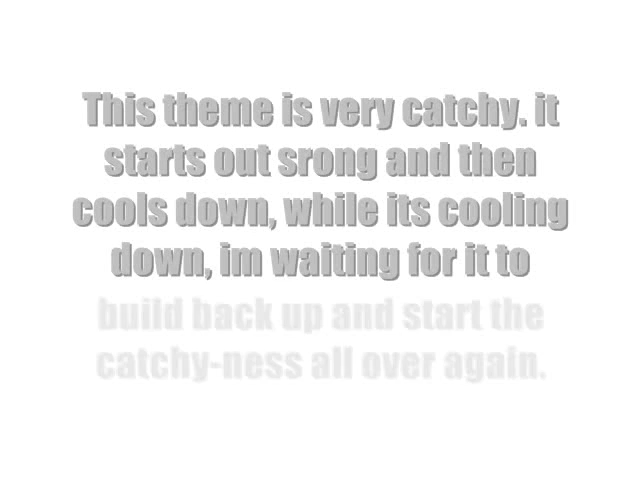 This theme is very catchy. it
starts out srong and then
cools down, while its cooling
down, im waiting for it to
build back up and start the
catchy-ness all over again.